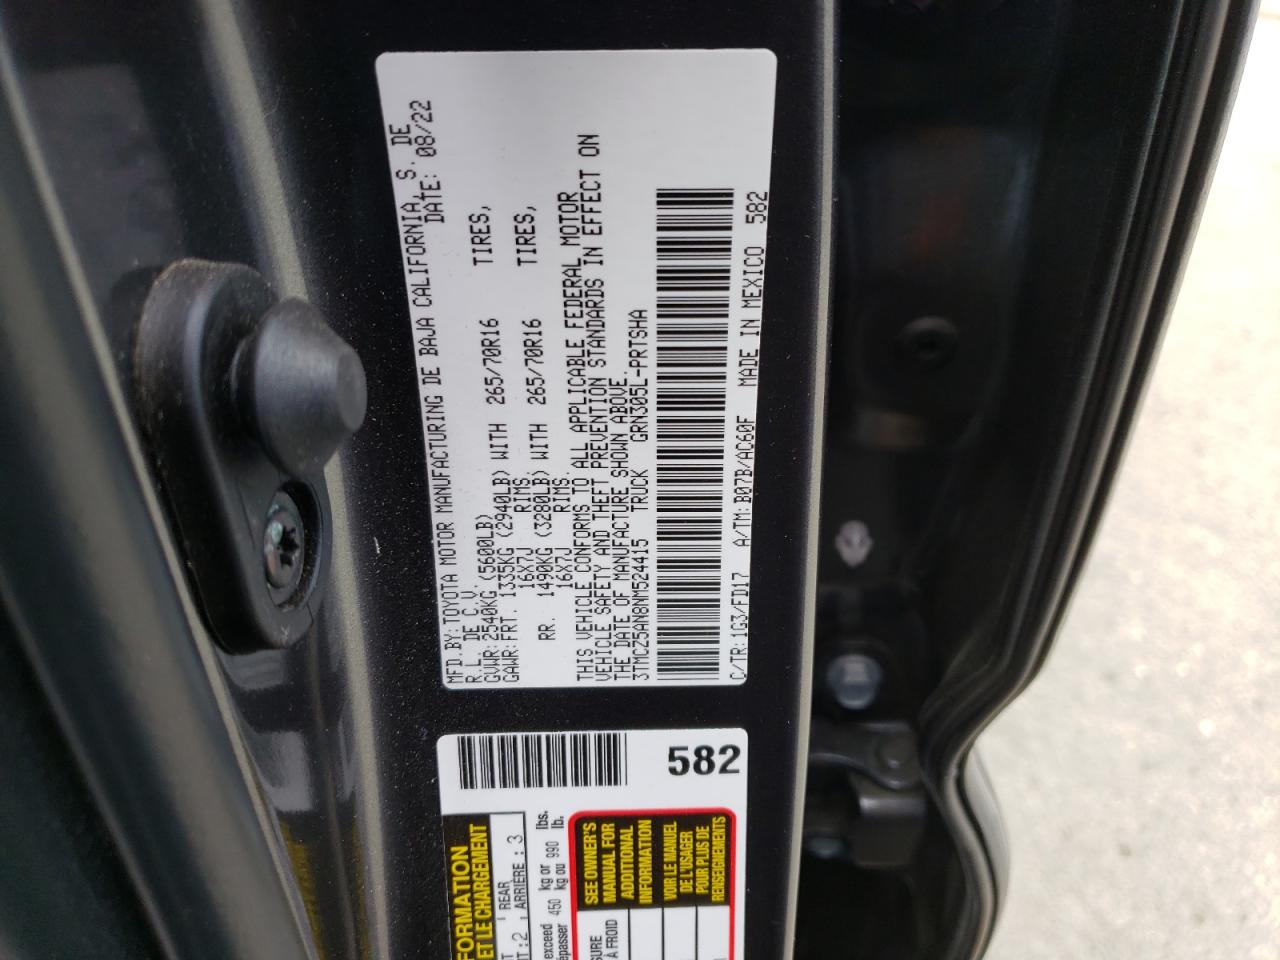 MFD.BY: TOYOTA MOTOR MANUFACTURING DE BAJA CALIFORNIA, S. DE
R.L. DE C.V. DATE: 08/22
GVWR: 2540KG (5600LB)
GAWR: FRT. 1335KG (2940LB) WITH 265/70R16 TIRES,
16X7J RIMS,
RR. 1490KG (3280LB) WITH 265/70R16 TIRES,
16X7J RIMS
THIS VEHICLE CONFORMS TO ALL APPLICABLE FEDERAL MOTOR
VEHICLE SAFETY AND THEFT PREVENTION STANDARDS IN EFFECT ON
THE DATE OF MANUFACTURE SHOWN ABOVE.
3TMCZ5AN8NM524415 TRUCK GRN305L-PRTSHA
C/TR: 1G3/FD17 A/TM: B07B/AC60F MADE IN MEXICO 582
582
FORMATION
ET LE CHARGEMENT
: 2 REAR
ARRIÈRE : 3
exceed 450 kg or 990 lbs.
kg ou lb.
SEE OWNER'S
MANUAL FOR
ADDITIONAL
INFORMATION
VOIR LE MANUEL
DE L'USAGER
POUR PLUS DE
RENSEIGNEMENTS
À FROID